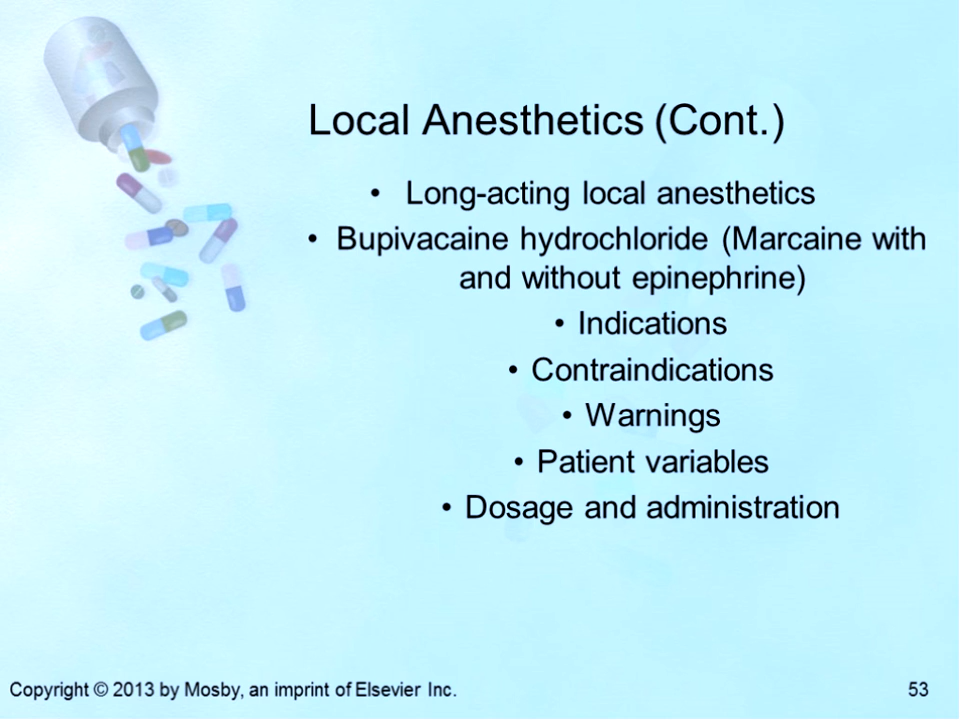 Local Anesthetics (Cont.)
• Long-acting local anesthetics
• Bupivacaine hydrochloride (Marcaine with
and without epinephrine)
• Indications
• Contraindications
• Warnings
• Patient variables
• Dosage and administration
Copyright © 2013 by Mosby, an imprint of Elsevier Inc.
53